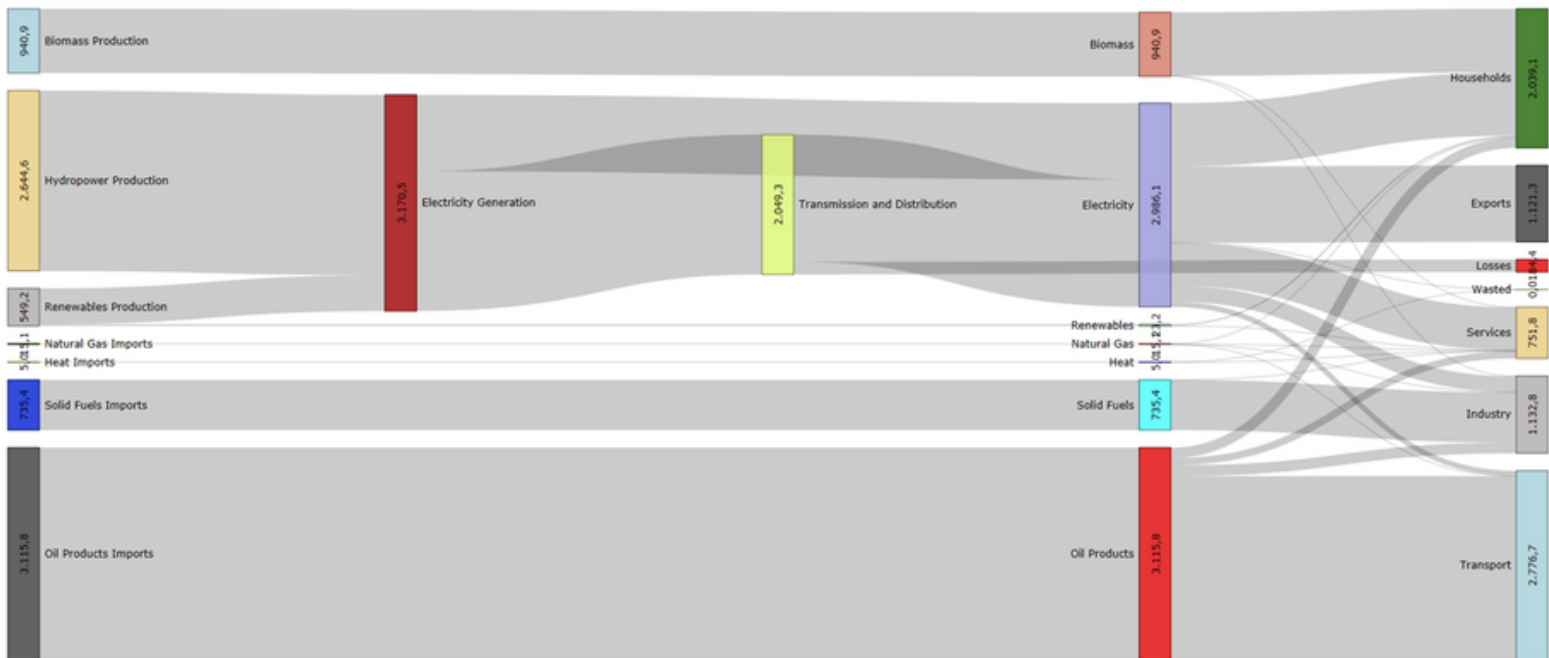 940,9
Biomass Production
2.644,6
Hydropower Production
549,2
Renewables Production
Natural Gas Imports
Heat Imports
735,4
Solid Fuels Imports
3.115,8
Oil Products Imports
3.170,5
Electricity Generation
2.049,3
Transmission and Distribution
Biomass
940,9
Electricity
2.986,1
Renewables
Natural Gas
Heat
Solid Fuels
735,4
Oil Products
3.115,8
Households
2.039,1
Exports
1.121,3
Losses
Wasted
Services
751,8
Industry
1.132,8
Transport
2.776,7